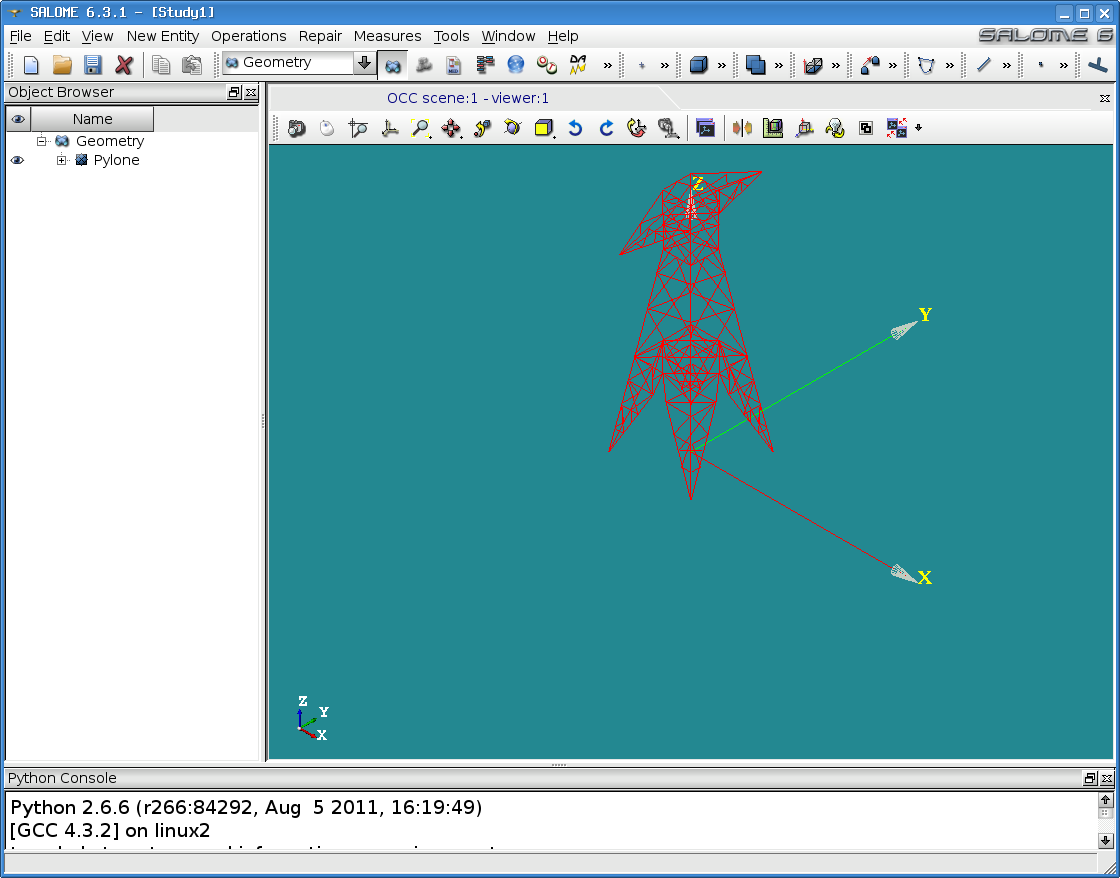 SALOME 6.3.1 - [Study1]
File Edit View New Entity Operations Repair Measures Tools Window Help
SALOME 6
Geometry
Object Browser
OCC scene:1 - viewer:1
Name
Geometry
Pylone
Z
Y
X
Z
Y
X
Python Console
Python 2.6.6 (r266:84292, Aug  5 2011, 16:19:49)
[GCC 4.3.2] on linux2